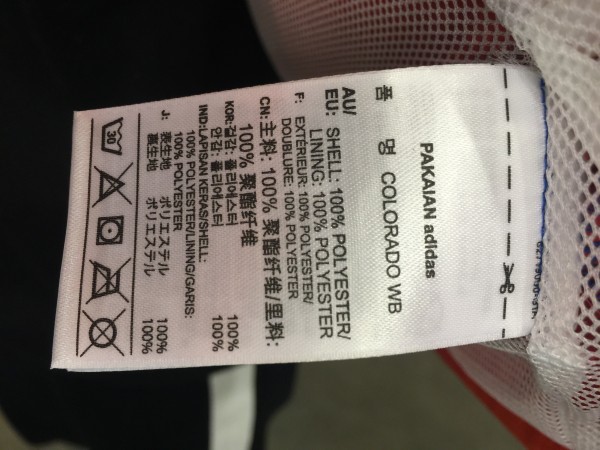 PAKAIAN adidas
품 명 COLORADO WB
AU/
EU: SHELL: 100% POLYESTER/
LINING: 100% POLYESTER
F: EXTÉRIEUR: 100% POLYESTER/
DOUBLURE: 100% POLYESTER
CN: 主料: 100% 聚酯纤维/里料:
100% 聚酯纤维
KOR: 겉감: 폴리에스터 100%
안감: 폴리에스터 100%
IND: LAPISAN KERAS/SHELL:
100% POLYESTER/LINING/GARIS:
100% POLYESTER
J: 表生地 ポリエステル 100%
裏生地 ポリエステル 100%
30